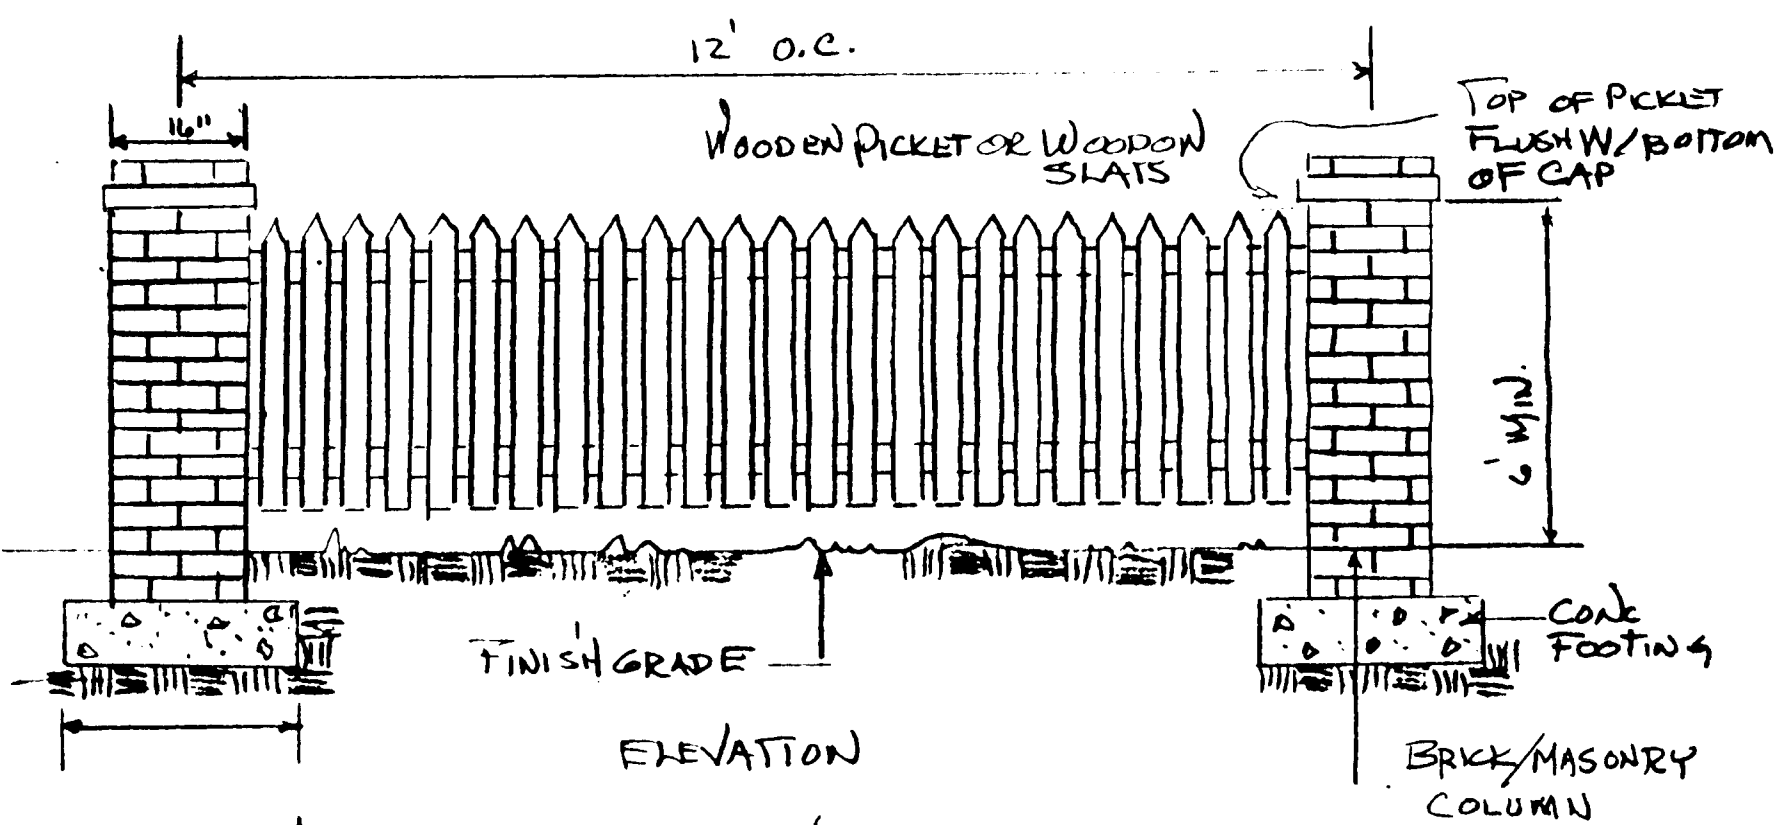 12' O.C.
16"
WOODEN PICKET OR WOODON
SLATS
TOP OF PICKET
FLUSH W/BOTTOM
OF CAP
6' MIN.
FINISH GRADE
CONC
FOOTING
ELEVATION
BRICK/MASONRY
COLUMN